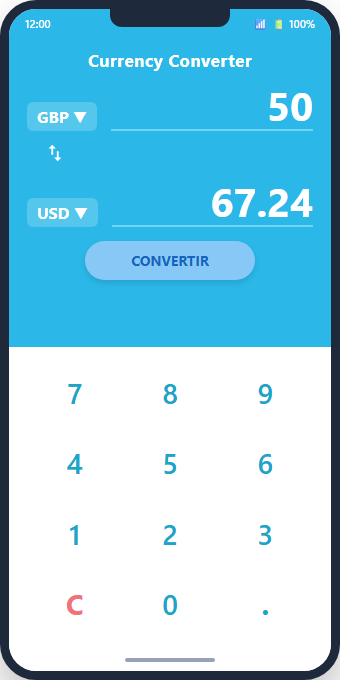 12:00 100%
Currency Converter
GBP ▼ 50
USD ▼ 67.24
CONVERTIR
7 8 9
4 5 6
1 2 3
C 0 .